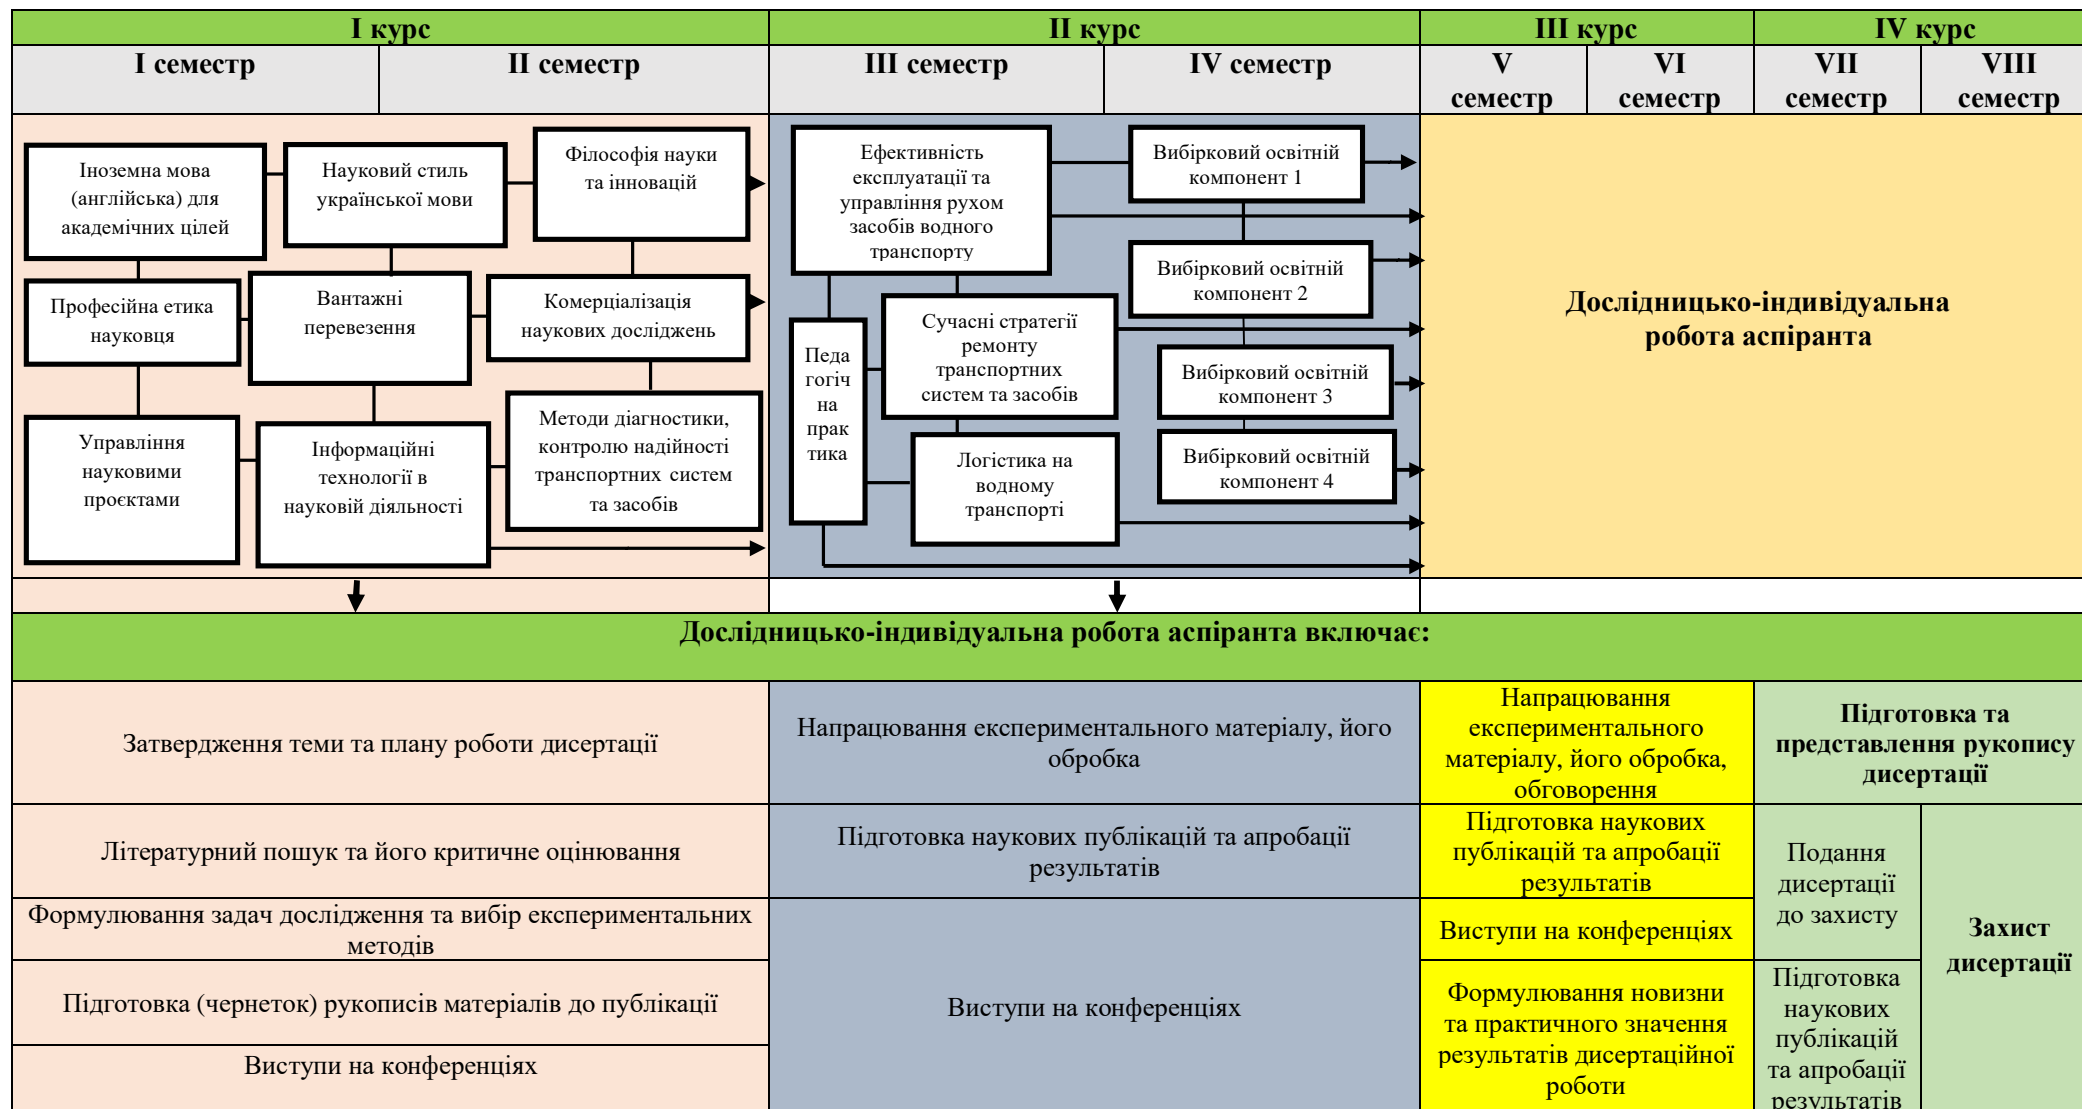 I курс
II курс
III курс
IV курс
I семестр
II семестр
III семестр
IV семестр
V
семестр
VI
семестр
VII
семестр
VIII
семестр
Іноземна мова
(англійська) для
академічних цілей
Науковий стиль
української мови
Філософія науки
та інновацій
Професійна етика
науковця
Вантажні
перевезення
Комерціалізація
наукових досліджень
Управління
науковими
проєктами
Інформаційні
технології в
науковій діяльності
Методи діагностики,
контролю надійності
транспортних систем
та засобів
Ефективність
експлуатації та
управління рухом
засобів водного
транспорту
Педа
гогіч
на
прак
тика
Сучасні стратегії
ремонту
транспортних
систем та засобів
Логістика на
водному
транспорті
Вибірковий освітній
компонент 1
Вибірковий освітній
компонент 2
Вибірковий освітній
компонент 3
Вибірковий освітній
компонент 4
Дослідницько-індивідуальна
робота аспіранта
Дослідницько-індивідуальна робота аспіранта включає:
Затвердження теми та плану роботи дисертації
Напрацювання експериментального матеріалу, його
обробка
Напрацювання
експериментального
матеріалу, його обробка,
обговорення
Підготовка та
представлення рукопису
дисертації
Літературний пошук та його критичне оцінювання
Підготовка наукових публікацій та апробації
результатів
Підготовка наукових
публікацій та апробації
результатів
Подання
дисертації
до захисту
Захист
дисертації
Формулювання задач дослідження та вибір експериментальних
методів
Виступи на конференціях
Виступи на конференціях
Підготовка (чернеток) рукописів матеріалів до публікації
Формулювання новизни
та практичного значення
результатів дисертаційної
роботи
Підготовка
наукових
публікацій
та апробації
результатів
Виступи на конференціях